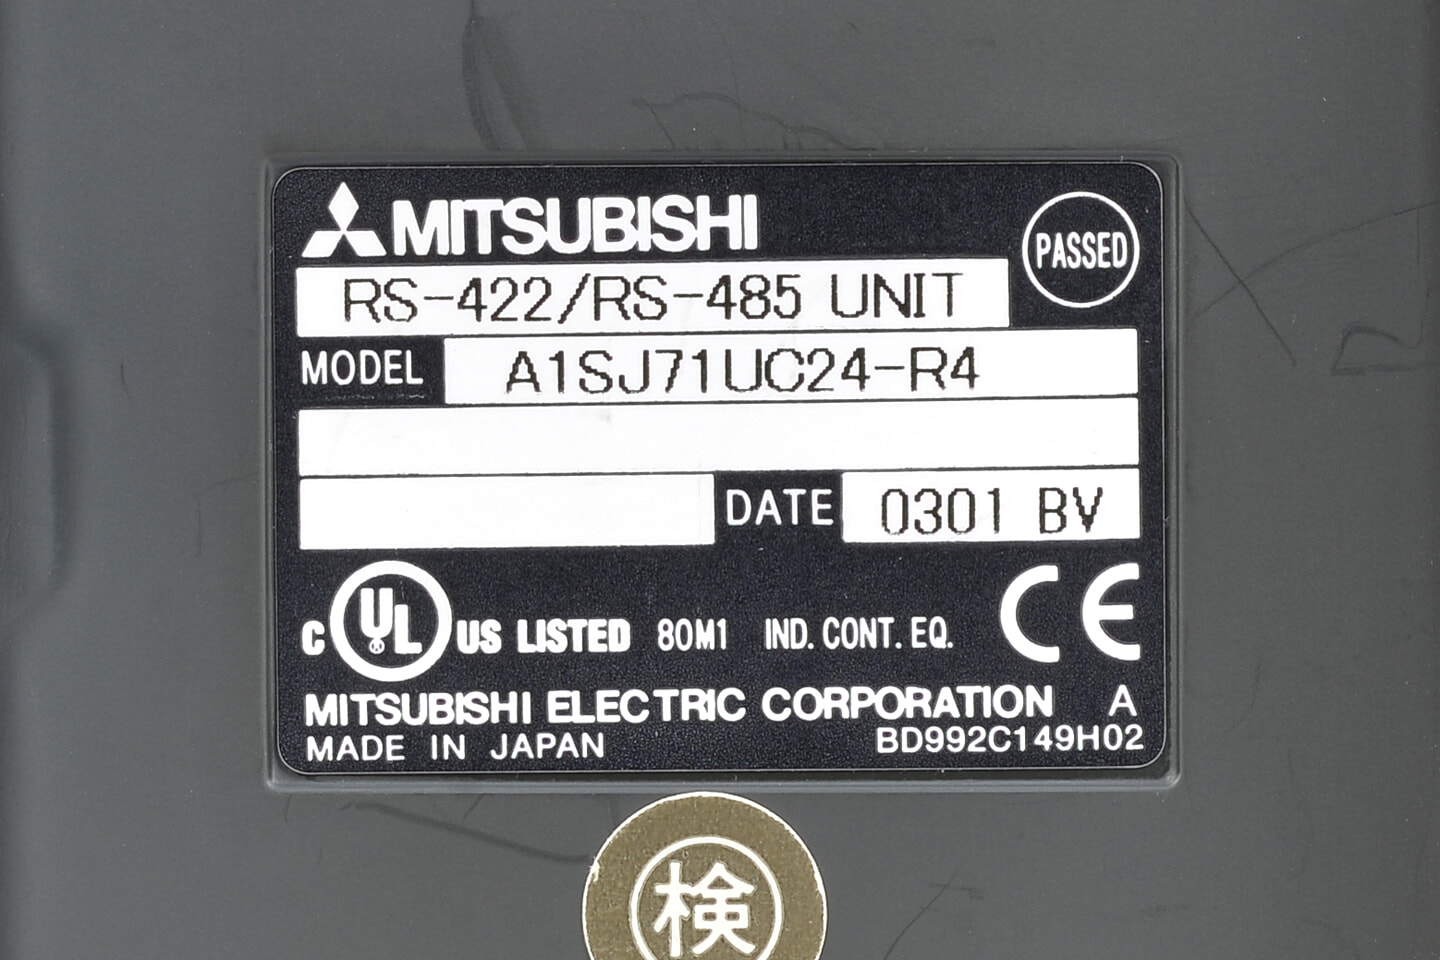 MITSUBISHI
PASSED
RS-422/RS-485 UNIT
MODEL A1SJ71UC24-R4
DATE 0301 BV
C UL US LISTED 80M1 IND. CONT. EQ. CE
MITSUBISHI ELECTRIC CORPORATION A
MADE IN JAPAN BD992C149H02
検